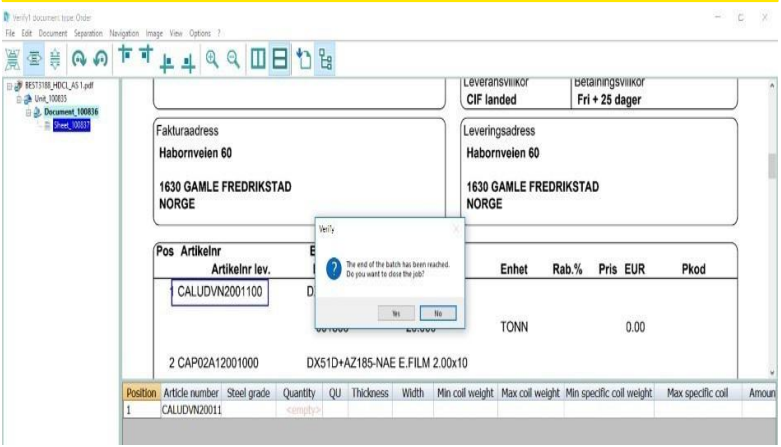 Verify1 document type Order
File Edit Document Separation Navigation Image View Options ?
BEST3188_HDCL_AS 1.pdf
Unit_100835
Document_100836
Sheet_100837
Leveransvillkor Betalningsvillkor
CIF landed Fri + 25 dager
Fakturaadress Leveringsadress
Habornveien 60 Habornveien 60
1630 GAMLE FREDRIKSTAD 1630 GAMLE FREDRIKSTAD
NORGE NORGE
Verify
The end of the batch has been reached.
Do you want to close the job?
Yes No
Pos Artikelnr
Artikelnr lev. Enhet Rab.% Pris EUR Pkod
1 CALUDVN2001100
TONN 0.00
2 CAP02A12001000 DX51D+AZ185-NAE E.FILM 2.00x10
Position Article number Steel grade Quantity QU Thickness Width Min coil weight Max coil weight Min specific coil weight Max specific coil Amoun
1 CALUDVN20011 <empty>